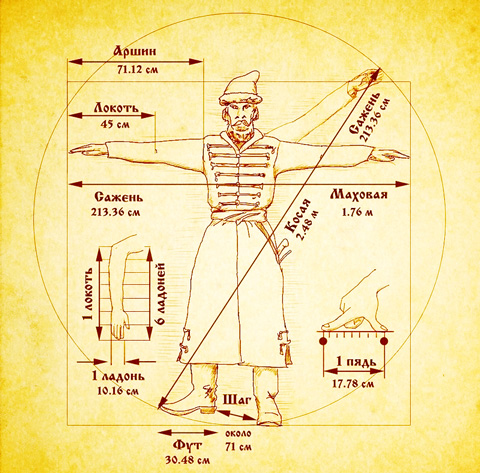 Аршин
71.12 см
Локоть
45 см
Сажень
213.36 см
Сажень
213.36 см
Маховая
1.76 м
Косая
2.48 м
1 локоть
6 ладоней
1 ладонь
10.16 см
1 пядь
17.78 см
Шаг
около
71 см
Фут
30.48 см